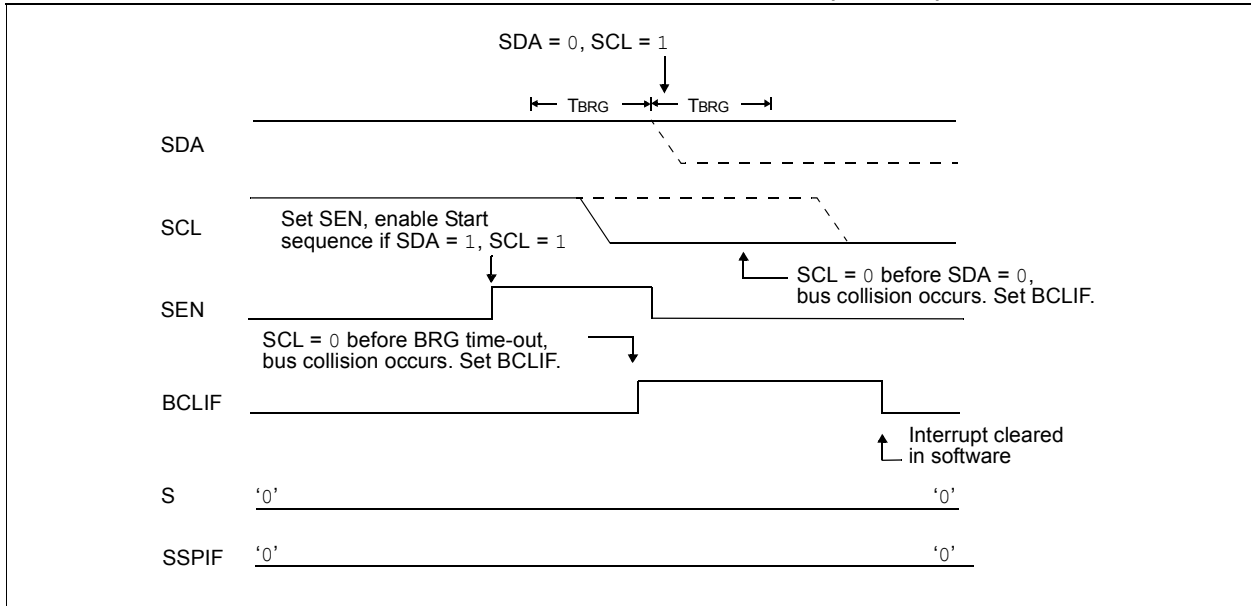 SDA = 0, SCL = 1
TBRG TBRG
SDA
SCL
Set SEN, enable Start
sequence if SDA = 1, SCL = 1
SCL = 0 before SDA = 0,
bus collision occurs. Set BCLIF.
SEN
SCL = 0 before BRG time-out,
bus collision occurs. Set BCLIF.
BCLIF
Interrupt cleared
in software
S ‘0’ ‘0’
SSPIF ‘0’ ‘0’